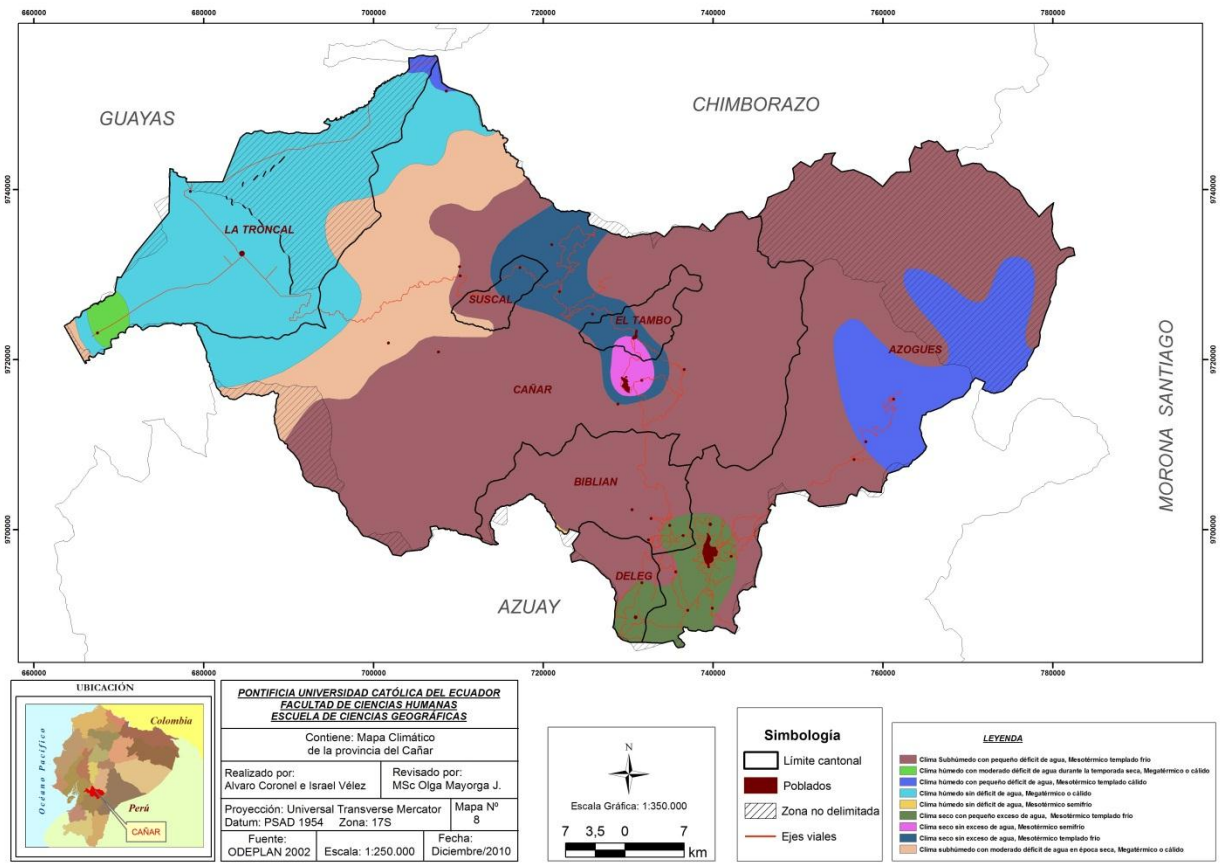 660000 680000 700000 720000 740000 760000 780000
9740000 9740000
9720000 9720000
9700000 9700000
GUAYAS
CHIMBORAZO
MORONA SANTIAGO
AZUAY
LA TRONCAL
SUSCAL
EL TAMBO
AZOGUES
CAÑAR
BIBLIAN
DELEG
660000 680000 700000 720000 740000 760000 780000
UBICACIÓN
Colombia
Océano Pacífico
Perú
CAÑAR
PONTIFICIA UNIVERSIDAD CATÓLICA DEL ECUADOR
FACULTAD DE CIENCIAS HUMANAS
ESCUELA DE CIENCIAS GEOGRÁFICAS
Contiene: Mapa Climático
de la provincia del Cañar
Realizado por:
Alvaro Coronel e Israel Vélez
Revisado por:
MSc Olga Mayorga J.
Proyección: Universal Transverse Mercator
Datum: PSAD 1954 Zona: 17S
Mapa Nº
8
Fuente:
ODEPLAN 2002
Escala: 1:250.000
Fecha:
Diciembre/2010
N
Escala Gráfica: 1:350.000
7 3,5 0 7
km
Simbología
Límite cantonal
Poblados
Zona no delimitada
Ejes viales
LEYENDA
Clima Subhúmedo con pequeño déficit de agua, Mesotérmico templado frío
Clima húmedo con moderado déficit de agua durante la temporada seca, Megatérmico o cálido
Clima húmedo con pequeño déficit de agua, Mesotérmico templado cálido
Clima húmedo sin déficit de agua, Megatérmico o cálido
Clima húmedo sin déficit de agua, Mesotérmico semifrío
Clima seco con pequeño exceso de agua, Mesotérmico templado frío
Clima seco sin exceso de agua, Mesotérmico semifrío
Clima seco sin exceso de agua, Mesotérmico templado frío
Clima subhúmedo con moderado déficit de agua en época seca, Megatérmico o cálido